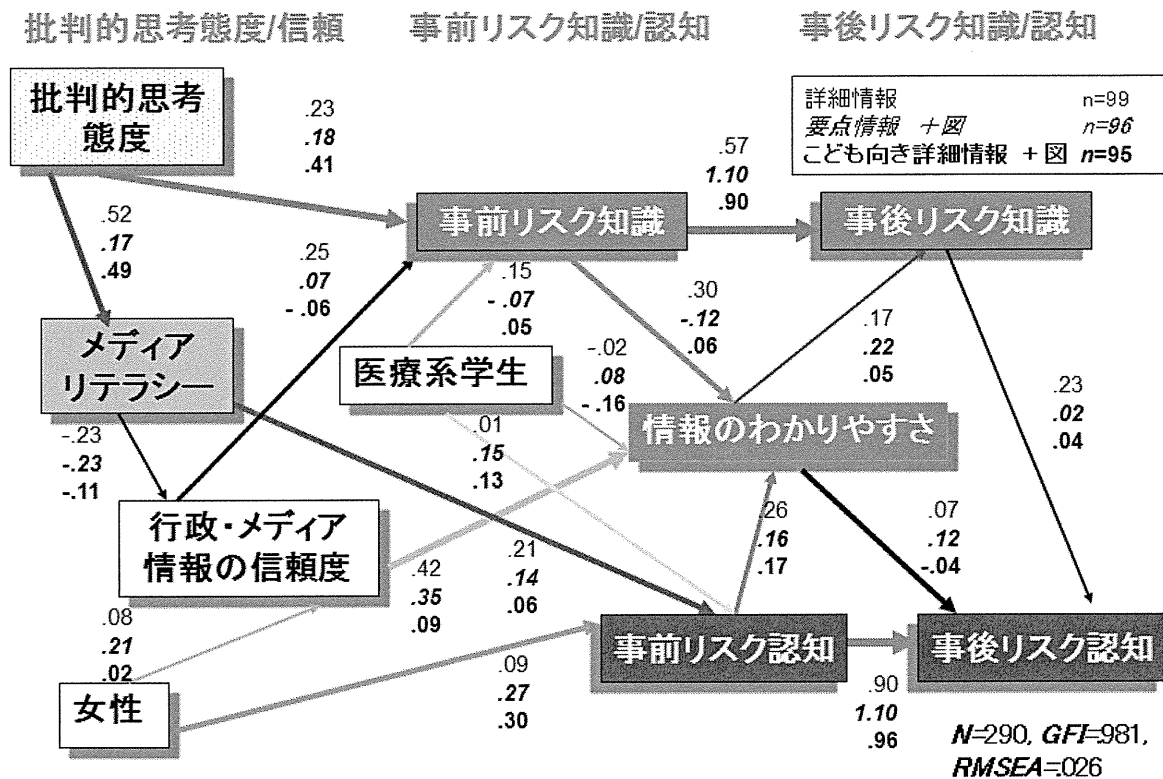 批判的思考態度/信頼
事前リスク知識/認知
事後リスク知識/認知
批判的思考
態度
.23
.18
.41
.57
1.10
.90
詳細情報 n=99
要点情報 +図 n=96
こども向き詳細情報 +図 n=95
事前リスク知識
事後リスク知識
.52
.17
.49
.25
.07
-.06
.15
-.07
.05
.30
-.12
.06
.17
.22
.05
メディア
リテラシー
医療系学生
-.02
.08
-.16
情報のわかりやすさ
.23
.02
.04
-.23
-.23
-.11
.01
.15
.13
行政・メディア
情報の信頼度
.26
.16
.17
.07
.12
-.04
.42
.35
.09
.21
.14
.06
.08
.21
.02
事前リスク認知
事後リスク認知
女性
.09
.27
.30
.90
1.10
.96
N=290, GFI=.981,
RMSEA=.026